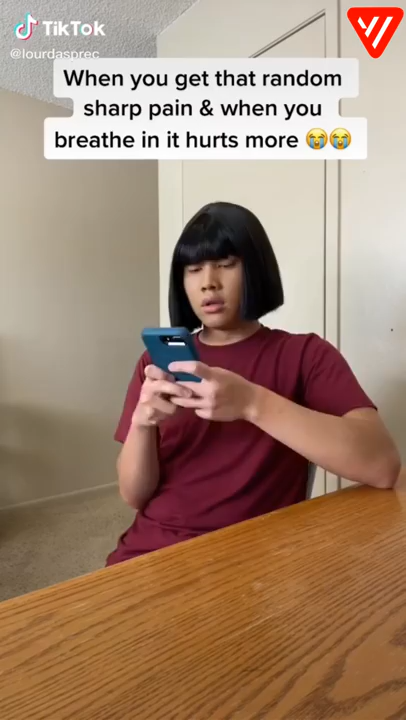 TikTok
@lourdasprec
When you get that random
sharp pain & when you
breathe in it hurts more 😭😭